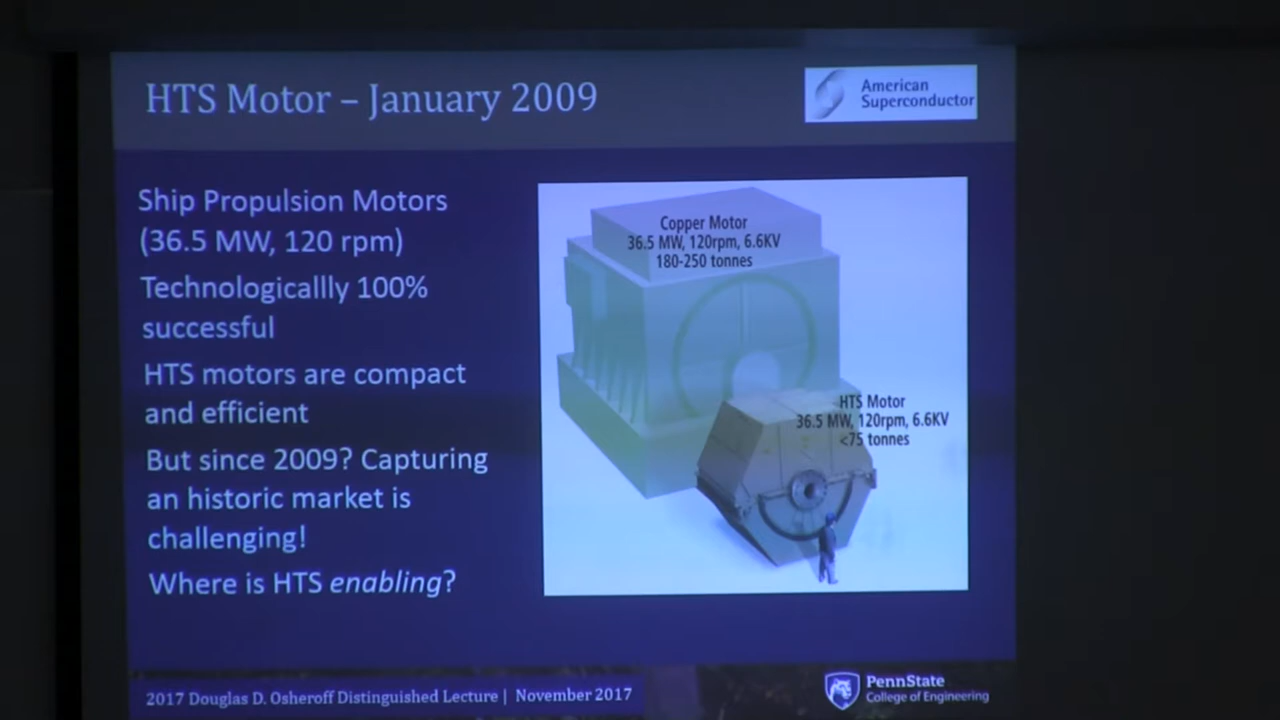 HTS Motor – January 2009
American
Superconductor
Ship Propulsion Motors
(36.5 MW, 120 rpm)
Technologicallly 100%
successful
HTS motors are compact
and efficient
But since 2009? Capturing
an historic market is
challenging!
Where is HTS enabling?
Copper Motor
36.5 MW, 120rpm, 6.6KV
180-250 tonnes
HTS Motor
36.5 MW, 120rpm, 6.6KV
<75 tonnes
2017 Douglas D. Osheroff Distinguished Lecture | November 2017
PennState
College of Engineering